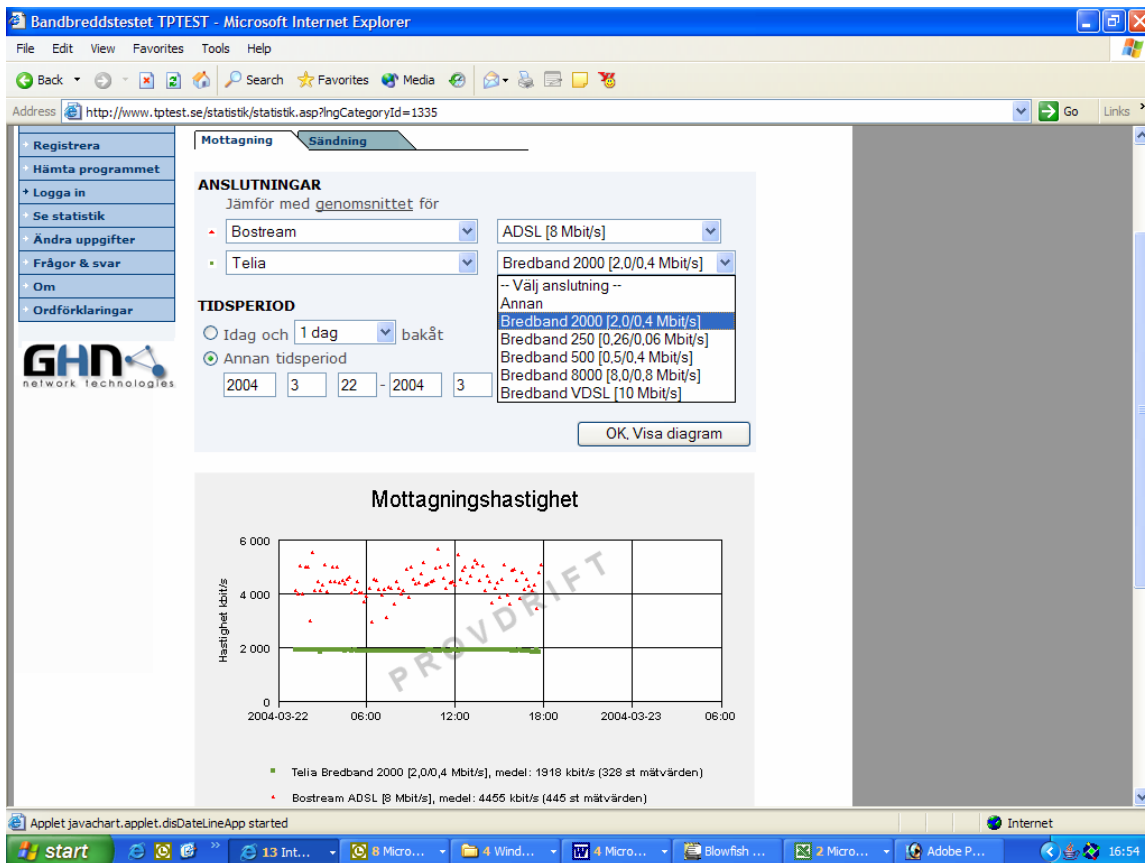 Bandbreddstestet TPTEST - Microsoft Internet Explorer
File Edit View Favorites Tools Help
Back Search Favorites Media
Address http://www.tptest.se/statistik/statistik.asp?lngCategoryId=1335 Go Links
Registrera
Hämta programmet
Logga in
Se statistik
Ändra uppgifter
Frågor & svar
Om
Ordförklaringar
GHN
network technologies
Mottagning Sändning
ANSLUTNINGAR
Jämför med genomsnittet för
Bostream ADSL [8 Mbit/s]
Telia Bredband 2000 [2,0/0,4 Mbit/s]
-- Välj anslutning --
Annan
Bredband 2000 [2,0/0,4 Mbit/s]
Bredband 250 [0,26/0,06 Mbit/s]
Bredband 500 [0,5/0,4 Mbit/s]
Bredband 8000 [8,0/0,8 Mbit/s]
Bredband VDSL [10 Mbit/s]
TIDSPERIOD
Idag och 1 dag bakåt
Annan tidsperiod
2004 3 22 - 2004 3
OK, Visa diagram
Mottagningshastighet
Hastighet kbit/s
6 000
4 000
2 000
0
PROVDRIFT
2004-03-22 06:00 12:00 18:00 2004-03-23 06:00
Telia Bredband 2000 [2,0/0,4 Mbit/s], medel: 1918 kbit/s (328 st mätvärden)
Bostream ADSL [8 Mbit/s], medel: 4455 kbit/s (445 st mätvärden)
Applet javachart.applet.disDateLineApp started Internet
start 13 Int... 8 Micro... 4 Wind... 4 Micro... Blowfish ... 2 Micro... Adobe P... 16:54